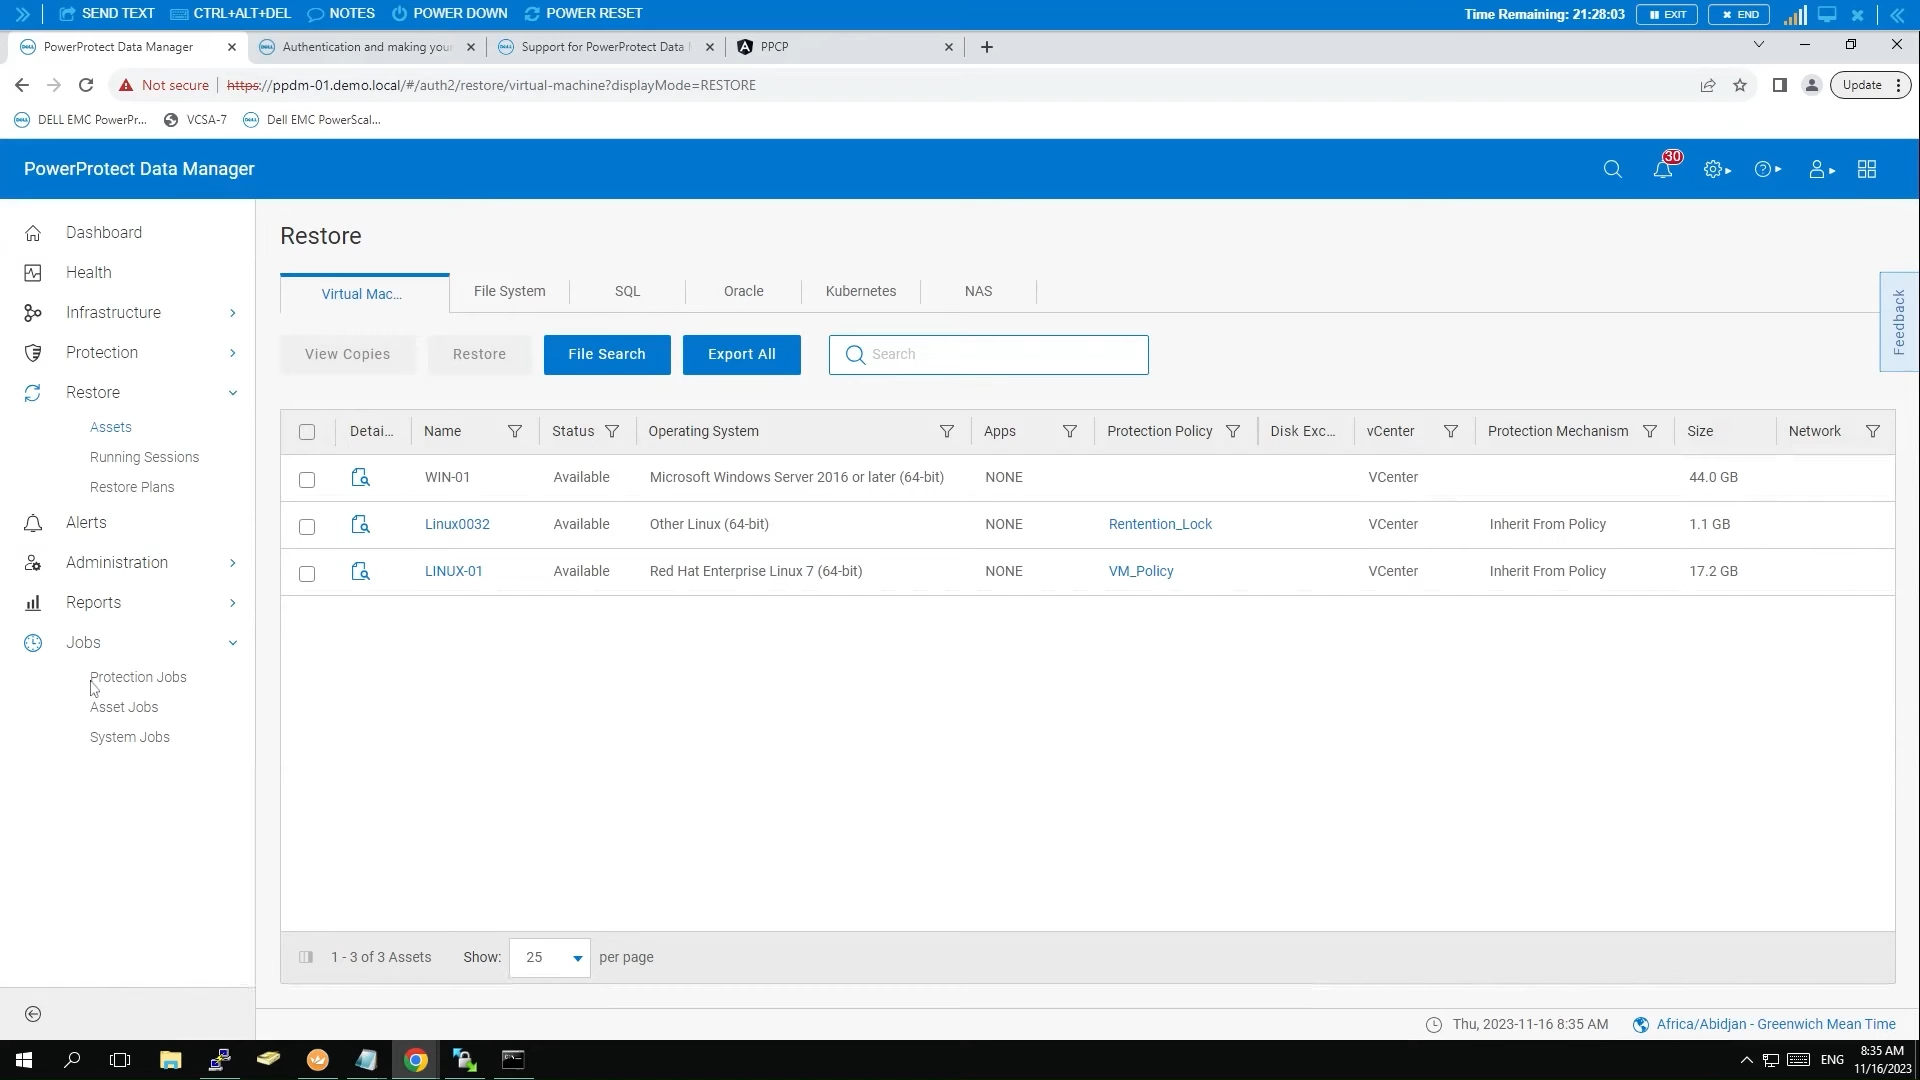 SEND TEXT CTRL+ALT+DEL NOTES POWER DOWN POWER RESET Time Remaining: 21:28:03 EXIT END
PowerProtect Data Manager Authentication and making you Support for PowerProtect Data PPCP
Not secure https://ppdm-01.demo.local/#/auth2/restore/virtual-machine?displayMode=RESTORE Update
DELL EMC PowerPr... VCSA-7 Dell EMC PowerScal...
PowerProtect Data Manager 30
Dashboard
Health
Infrastructure
Protection
Restore
Assets
Running Sessions
Restore Plans
Alerts
Administration
Reports
Jobs
Protection Jobs
Asset Jobs
System Jobs
Restore
Virtual Mac... File System SQL Oracle Kubernetes NAS
View Copies Restore File Search Export All Search
Feedback
Detai... Name Status Operating System Apps Protection Policy Disk Exc... vCenter Protection Mechanism Size Network
WIN-01 Available Microsoft Windows Server 2016 or later (64-bit) NONE VCenter 44.0 GB
Linux0032 Available Other Linux (64-bit) NONE Rentention_Lock VCenter Inherit From Policy 1.1 GB
LINUX-01 Available Red Hat Enterprise Linux 7 (64-bit) NONE VM_Policy VCenter Inherit From Policy 17.2 GB
1 - 3 of 3 Assets Show: 25 per page
Thu, 2023-11-16 8:35 AM Africa/Abidjan - Greenwich Mean Time
ENG 8:35 AM
11/16/2023